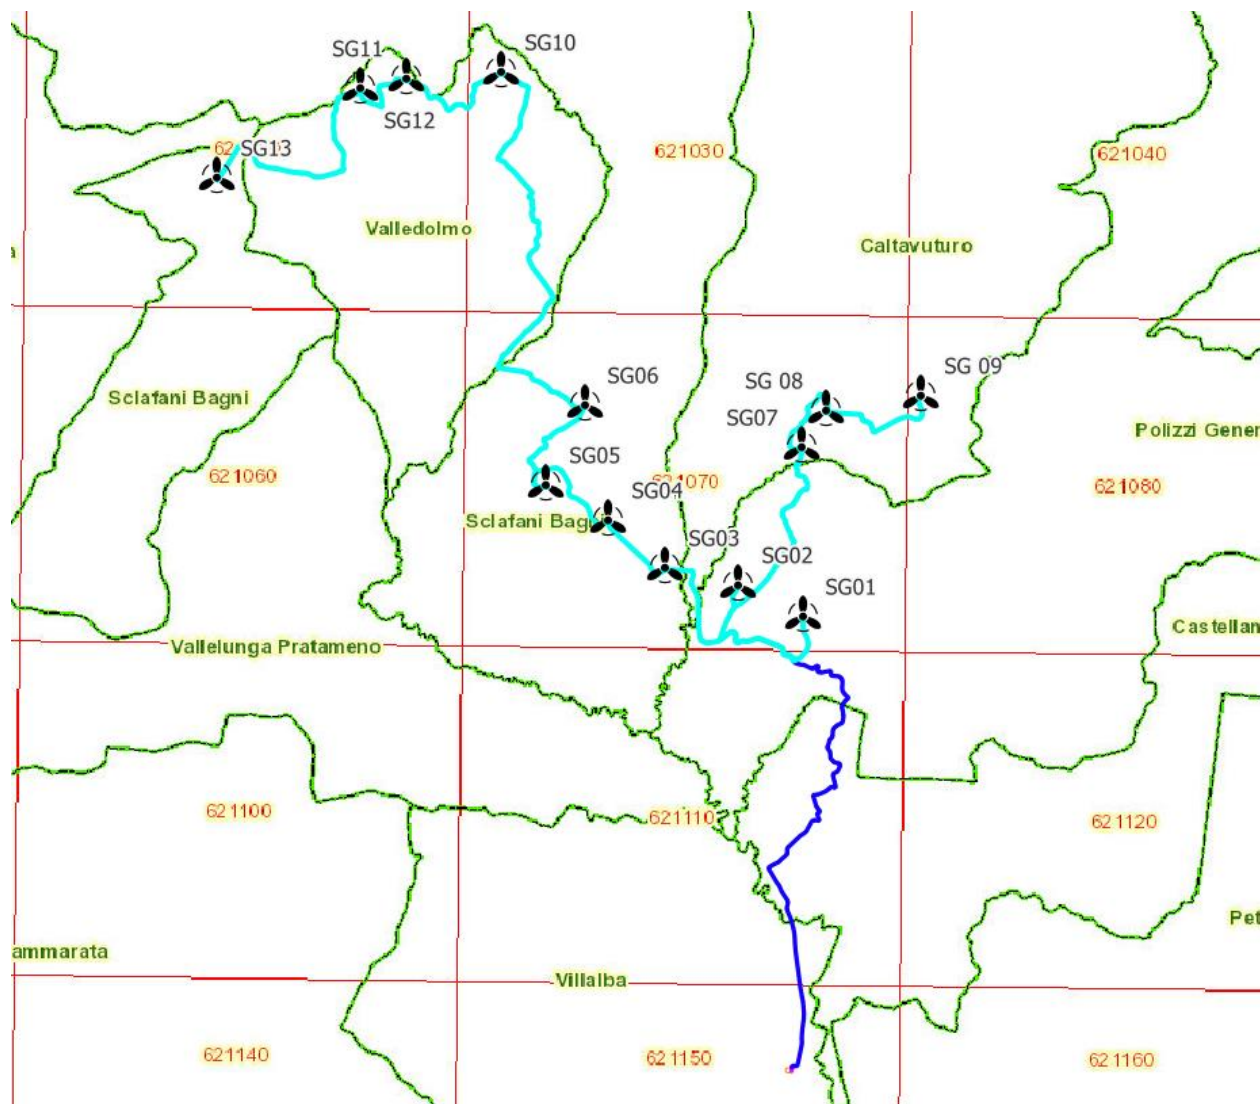 SG10
SG11
SG12
SG13
621030
621040
Valledolmo
Caltavuturo
SG06
SG 08
SG 09
Sclafani Bagni
SG07
Polizzi Gener
SG05
621060
621070
621080
SG04
Sclafani Bagni
SG03
SG02
SG01
Castellan
Vallelunga Pratameno
621100
621110
621120
Pet
ammarata
Villalba
621140
621150
621160